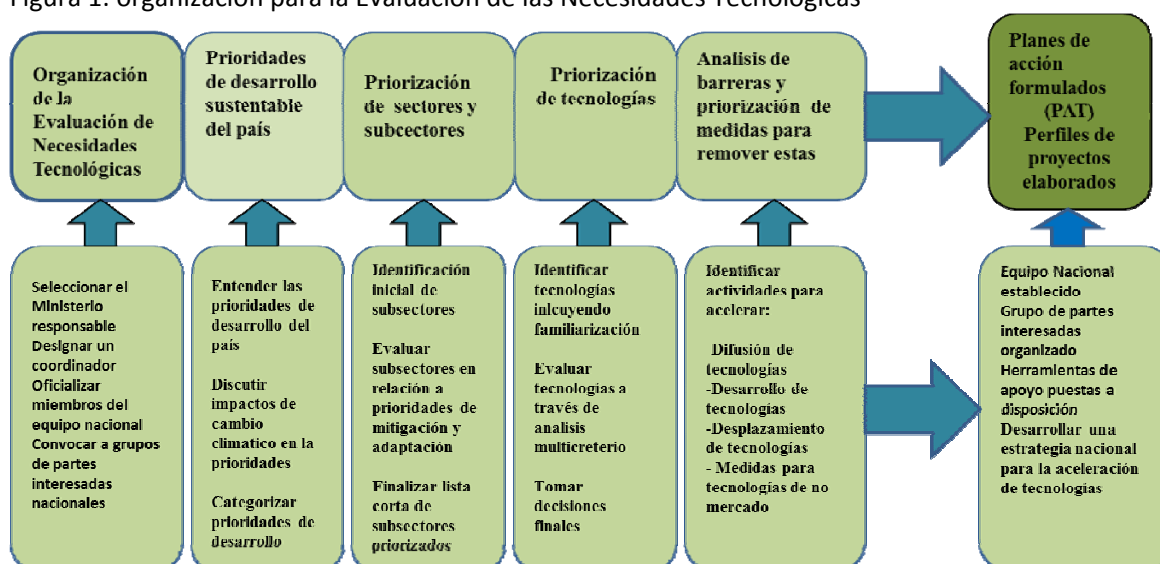 Figura 1: organización para la Evaluación de las Necesidades Tecnológicas
Organización
de la
Evaluación de
Necesidades
Tecnológicas
Prioridades
de desarrollo
sustentable
del país
Priorización
de sectores y
subcectores
Priorización
de tecnologías
Analisis de
barreras y
priorización de
medidas para
remover estas
Planes de
acción
formulados
(PAT)
Perfiles de
proyectos
elaborados
Seleccionar el
Ministerio
responsable
Designar un
coordinador
Oficializar
miembros del
equipo nacional
Convocar a grupos
de partes
interesadas
nacionales
Entender las
prioridades de
desarrollo del
país
Discutir
impactos de
cambio
climatico en la
prioridades
Categorizar
prioridades de
desarrollo
Identificación
inicial de
subsectores
Evaluar
subsectores en
relación a
prioridades de
mitigación y
adaptación
Finalizar lista
corta de
subsectores
priorizados
Identificar
tecnologías
inlcuyendo
familiarización
Evaluar
tecnologías a
través de
analisis
multicreterio
Tomar
decisiones
finales
Identificar
actividades para
acelerar:
Difusión de
tecnologías
-Desarrollo de
tecnologías
-Desplazamiento
de tecnologías
- Medidas para
tecnologías de no
mercado
Equipo Nacional
establecido
Grupo de partes
interesadas
organizado
Herramientas de
apoyo puestas a
disposición
Desarrollar una
estrategia nacional
para la aceleración
de tecnologías